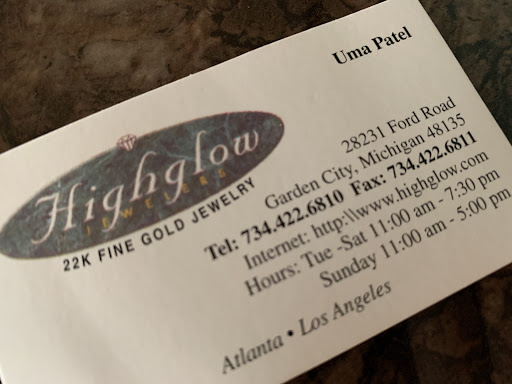 Uma Patel
Highglow
JEWELERS
22K FINE GOLD JEWELRY
28231 Ford Road
Garden City, Michigan 48135
Tel: 734.422.6810 Fax: 734.422.6811
Internet: http:\\www.highglow.com
Hours: Tue -Sat 11:00 am - 7:30 pm
Sunday 11:00 am - 5:00 pm
Atlanta • Los Angeles